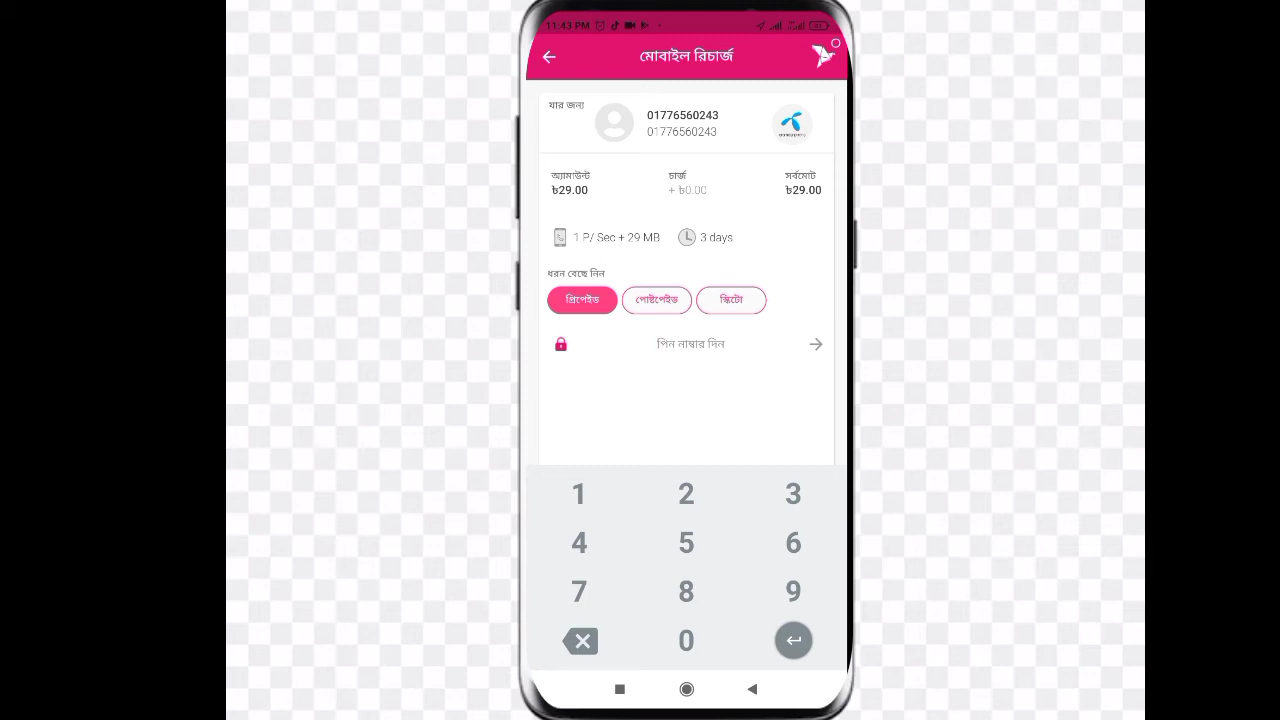 11:43 PM
মোবাইল রিচার্জ
যার জন্য
01776560243
01776560243
অ্যামাউন্ট চার্জ সর্বমোট
৳29.00 + ৳0.00 ৳29.00
1 P/ Sec + 29 MB 3 days
ধরন বেছে নিন
প্রিপেইড পোষ্টপেইড স্কিটো
পিন নাম্বার দিন
1 2 3
4 5 6
7 8 9
0